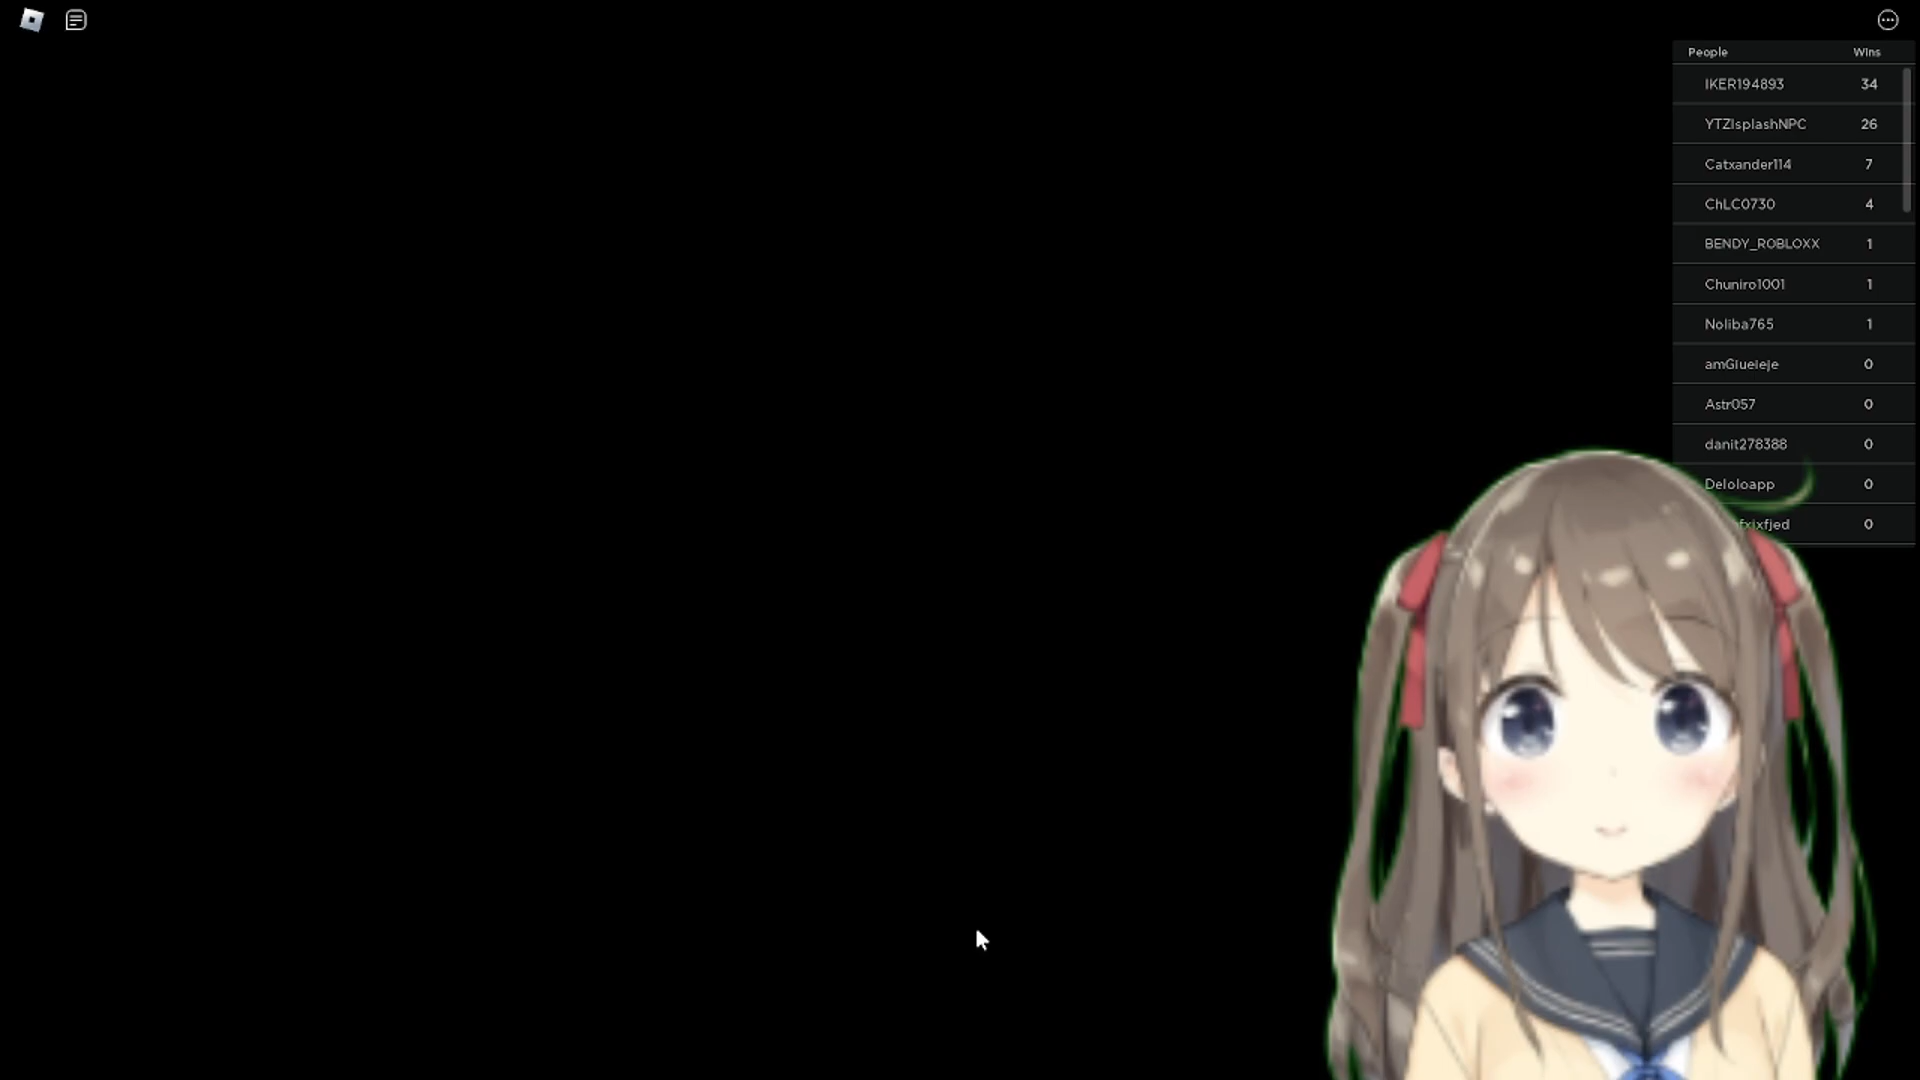 People Wins
IKER194893 34
YTZIsplashNPC 26
Catxander114 7
ChLC0730 4
BENDY_ROBLOXX 1
Chuniro1001 1
Noliba765 1
amGlueieje 0
Astr057 0
danit278388 0
Deloloapp 0
fxixfjed 0